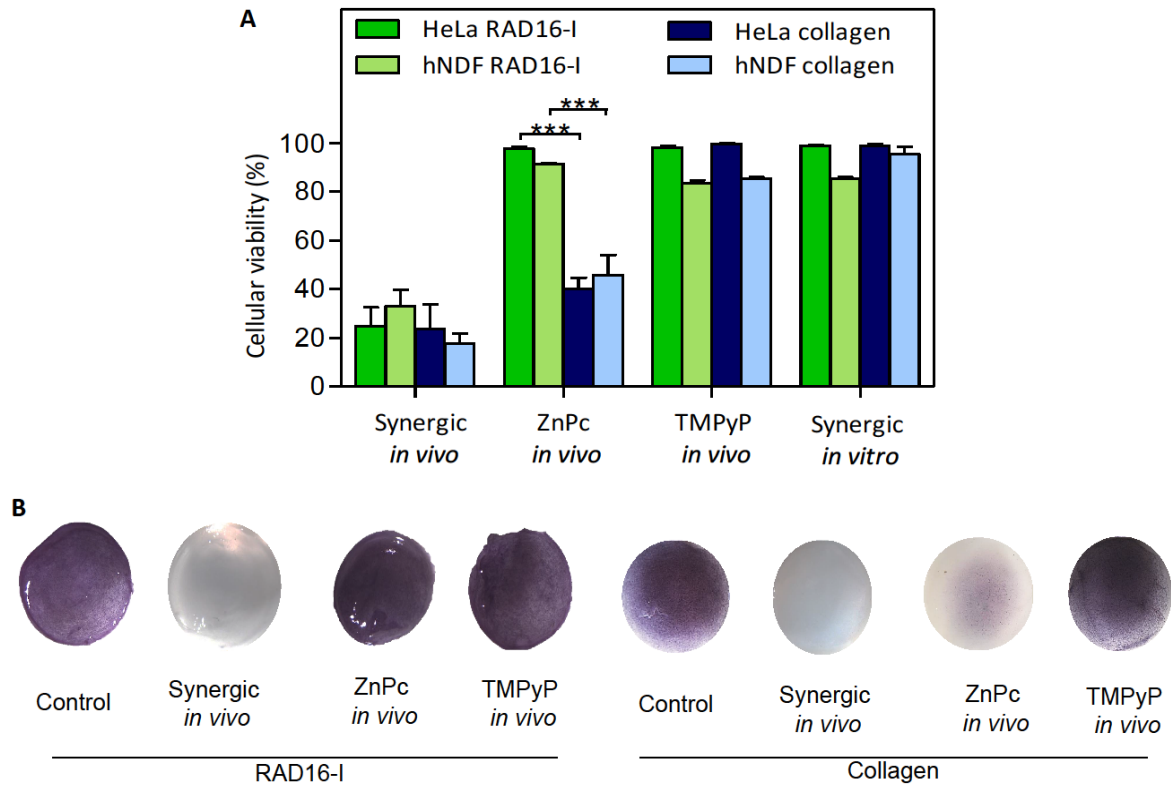 A
HeLa RAD16-I
HeLa collagen
hNDF RAD16-I
hNDF collagen
***
***
Cellular viability (%)
100
80
60
40
20
0
Synergic
in vivo
ZnPc
in vivo
TMPyP
in vivo
Synergic
in vitro
B
Control
Synergic
in vivo
ZnPc
in vivo
TMPyP
in vivo
Control
Synergic
in vivo
ZnPc
in vivo
TMPyP
in vivo
RAD16-I
Collagen